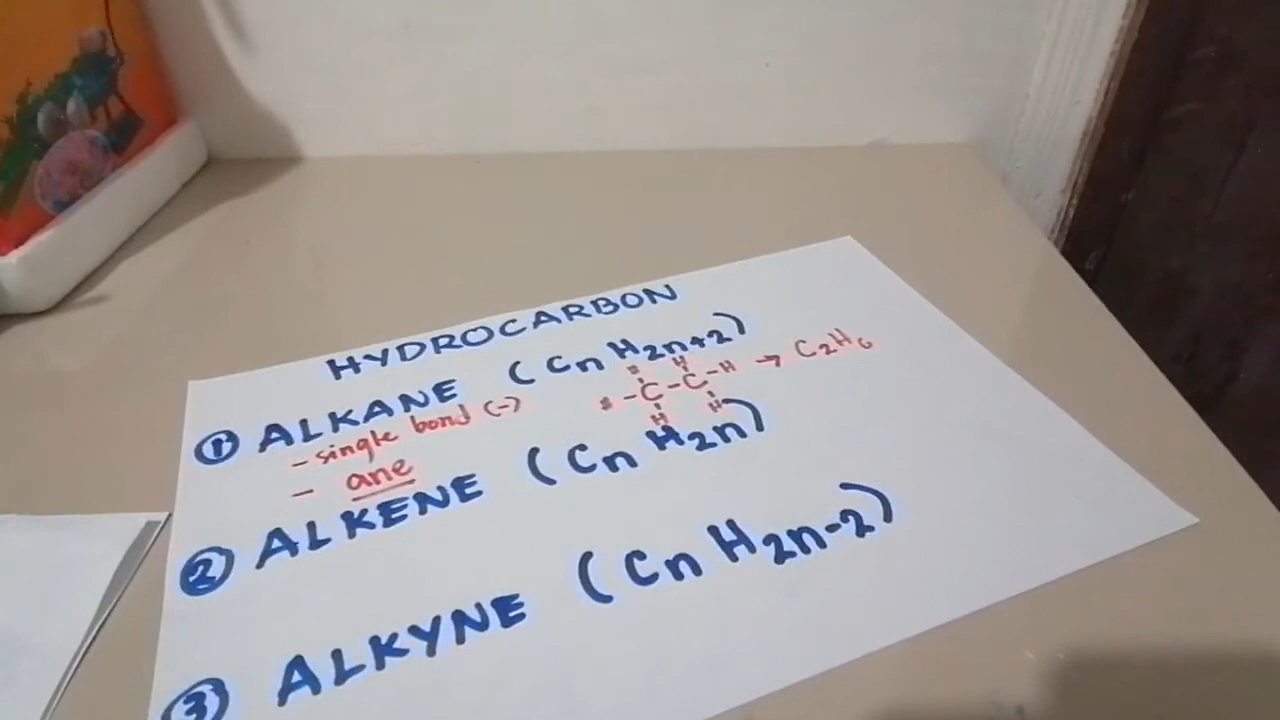 HYDROCARBON
① ALKANE (CnH2n+2)
- single bond (-)
H H
H - C - C - H → C2H6
H H
- ane
② ALKENE (CnH2n)
③ ALKYNE (CnH2n-2)